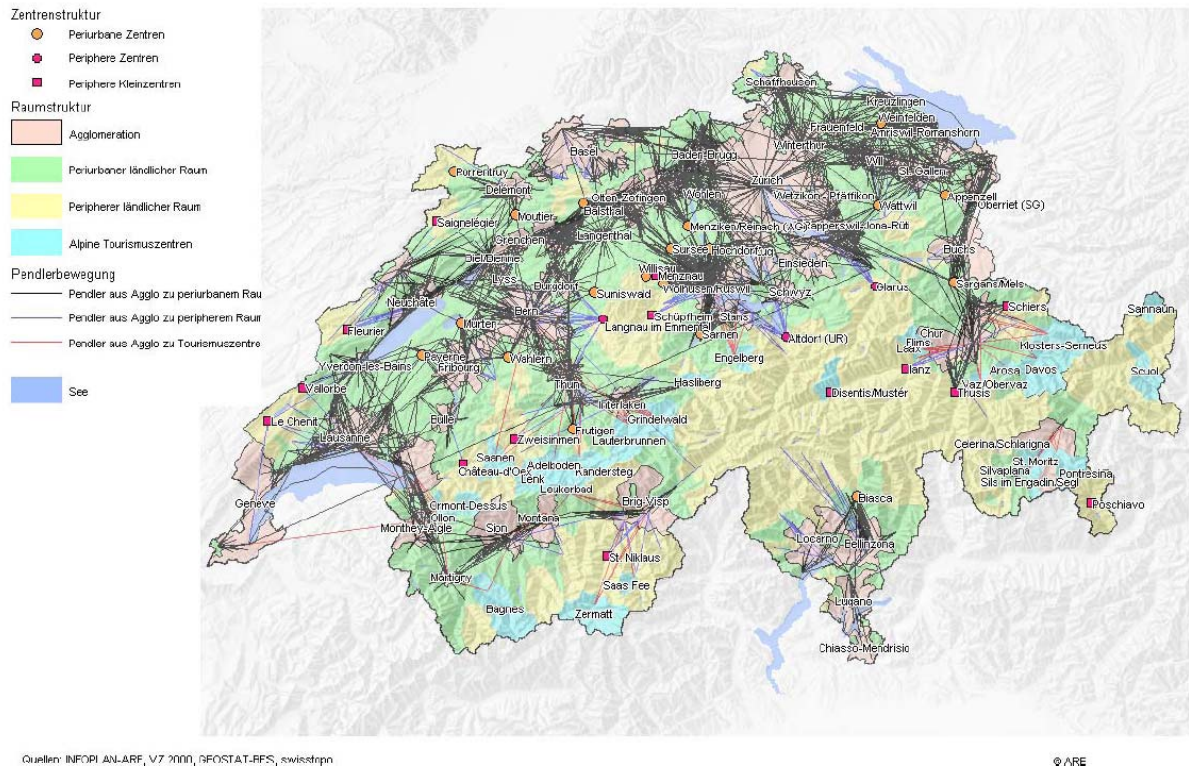 Zentrenstruktur
Periurbane Zentren
Periphere Zentren
Periphere Kleinzentren
Raumstruktur
Agglomeration
Periurbaner ländlicher Raum
Peripherer ländlicher Raum
Alpine Tourismuszentren
Pendlerbewegung
Pendler aus Agglo zu periurbanem Rau
Pendler aus Agglo zu peripherem Raum
Pendler aus Agglo zu Tourismuszentre
See
Schaffhausen
Kreuzlingen
Weinfelden
Frauenfeld
Amriswil-Romanshorn
Winterthur
Basel
Baden-Brugg
Wil
St. Gallen
Porrentruy
Zürich
Delémont
Olten-Zofingen
Wohlen
Wetzikon-Pfäffikon
Appenzell
Oberriet (SG)
Balsthal
Wattwil
Saignelégier
Moutier
Menziken/Reinach (AG)
Rapperswil-Jona-Rüti
Grenchen
Langenthal
Biel/Bienne
Sursee
Hochdorf
Buchs
Einsiedeln
Lyss
Burgdorf
Willisau
Menznau
Wolhusen/Ruswil
Sumiswald
Schwyz
Glarus
Sargans/Mels
Neuchâte
Bern
Schüpfheim
Stans
Schiers
Samnaun
Fleurier
Murten
Langnau im Emmental
Sarnen
Altdorf (UR)
Chur
Flims
Laax
Klosters-Serneus
Payerne
Fribourg
Wahlern
Engelberg
Ilanz
Arosa
Davos
Scuol
Yverdon-les-Bains
Thun
Hasliberg
Vaz/Obervaz
Vallorbe
Interlaken
Disentis/Mustér
Thusis
Le Chenit
Bulle
Frutigen
Grindelwald
Lauterbrunnen
Lausanne
Zweisimmen
Saanen
Celerina/Schlarigna
Château-d'Oex
Adelboden
Kandersteg
St. Moritz
Lenk
Silvaplana
Pontresina
Leukerbad
Sils im Engadin/Segl
Genève
Ormont-Dessus
Brig-Visp
Biasca
Poschiavo
Ollon
Montana
Monthey-Aigle
Sion
Locarno
Bellinzona
St. Niklaus
Martigny
Saas Fee
Lugano
Bagnes
Zermatt
Chiasso-Mendrisio
Quellen: INFOPLAN-ARE, VZ 2000, GEOSTAT-BFS, swisstopo
© ARE